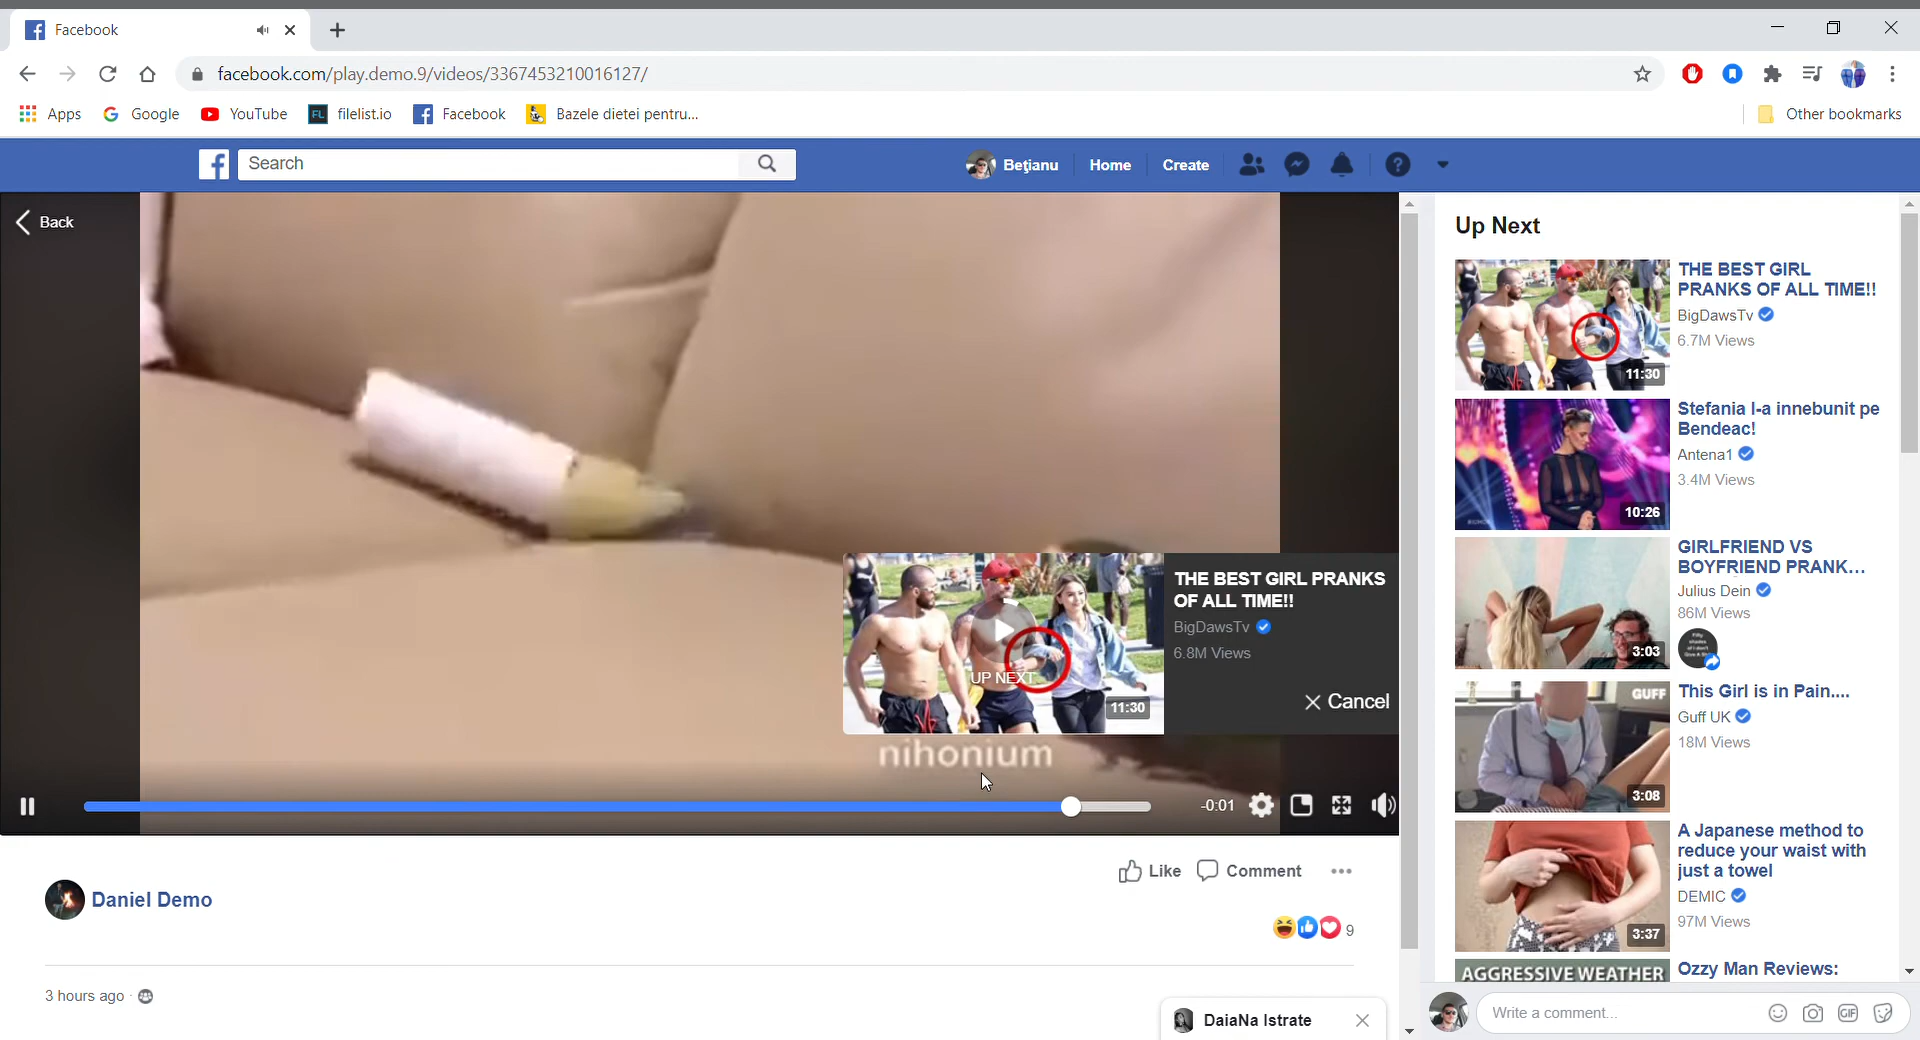 Facebook
facebook.com/play.demo.9/videos/3367453210016127/
Apps
Google
YouTube
FL
filelist.io
Facebook
Bazele dietei pentru...
Other bookmarks
Search
Beţianu
Home
Create
Back
nihonium
THE BEST GIRL PRANKS
OF ALL TIME!!
BigDawsTv
6.8M Views
UP NEXT
11:30
Cancel
-0:01
Like
Comment
Daniel Demo
9
3 hours ago ·
DaiaNa Istrate
Up Next
THE BEST GIRL
PRANKS OF ALL TIME!!
BigDawsTv
6.7M Views
11:30
Stefania l-a innebunit pe
Bendeac!
Antena1
3.4M Views
10:26
GIRLFRIEND VS
BOYFRIEND PRANK...
Julius Dein
86M Views
3:03
GUFF
This Girl is in Pain....
Guff UK
18M Views
3:08
A Japanese method to
reduce your waist with
just a towel
DEMIC
97M Views
3:37
AGGRESSIVE WEATHER
Ozzy Man Reviews:
Write a comment...
GIF